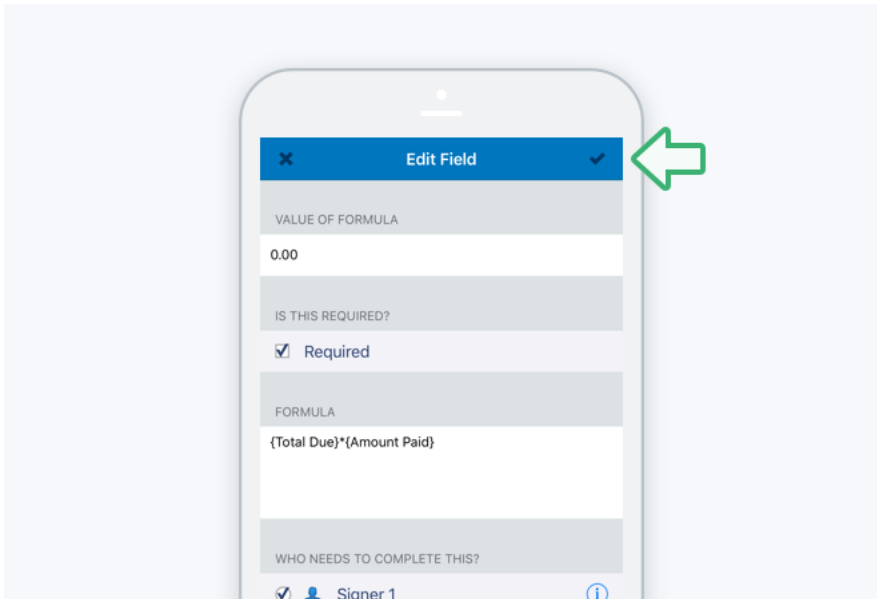 Edit Field
VALUE OF FORMULA
0.00
IS THIS REQUIRED?
Required
FORMULA
{Total Due}*{Amount Paid}
WHO NEEDS TO COMPLETE THIS?
Signer 1